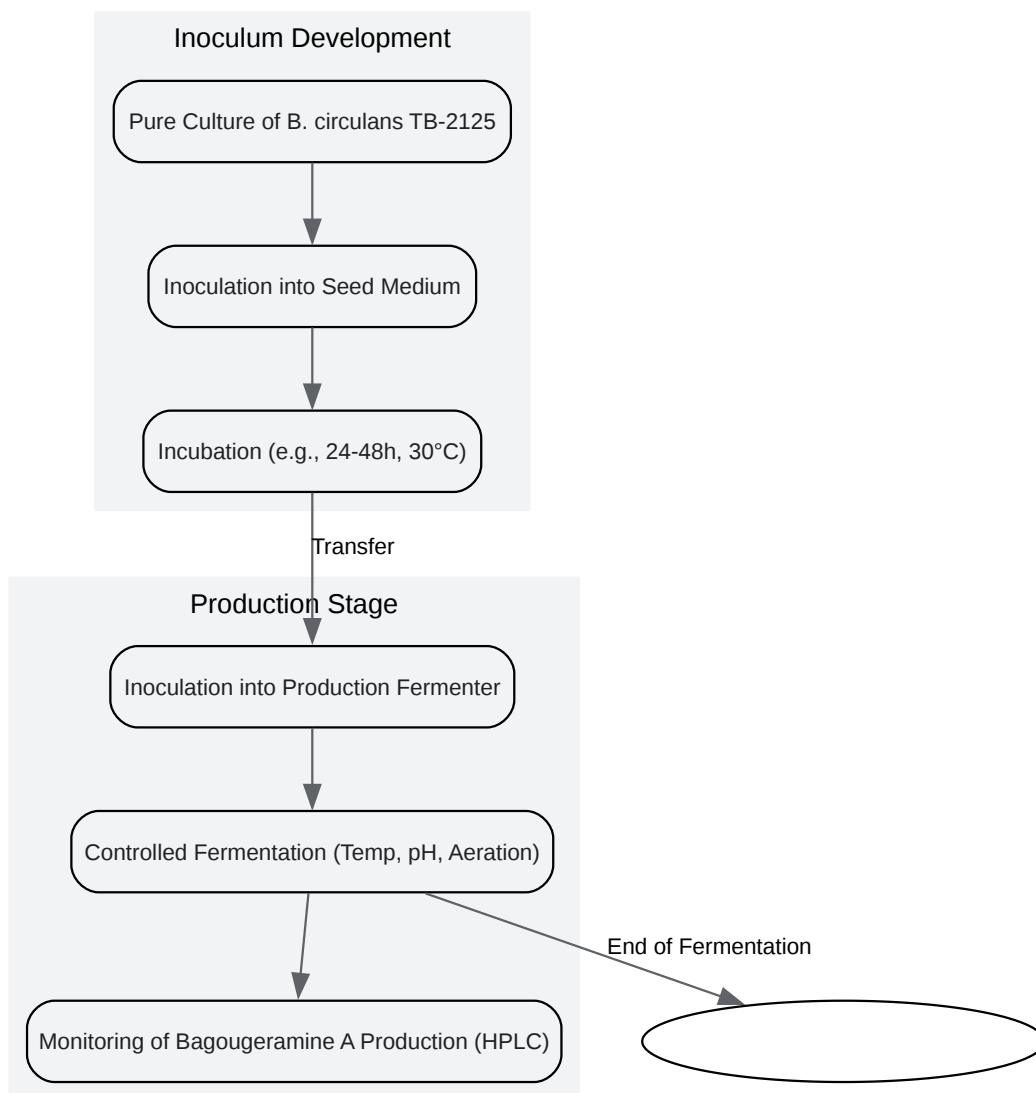 Inoculum Development
Pure Culture of B. circulans TB-2125
Inoculation into Seed Medium
Incubation (e.g., 24-48h, 30°C)
Transfer
Production Stage
Inoculation into Production Fermenter
Controlled Fermentation (Temp, pH, Aeration)
End of Fermentation
Monitoring of Bagougeramine A Production (HPLC)